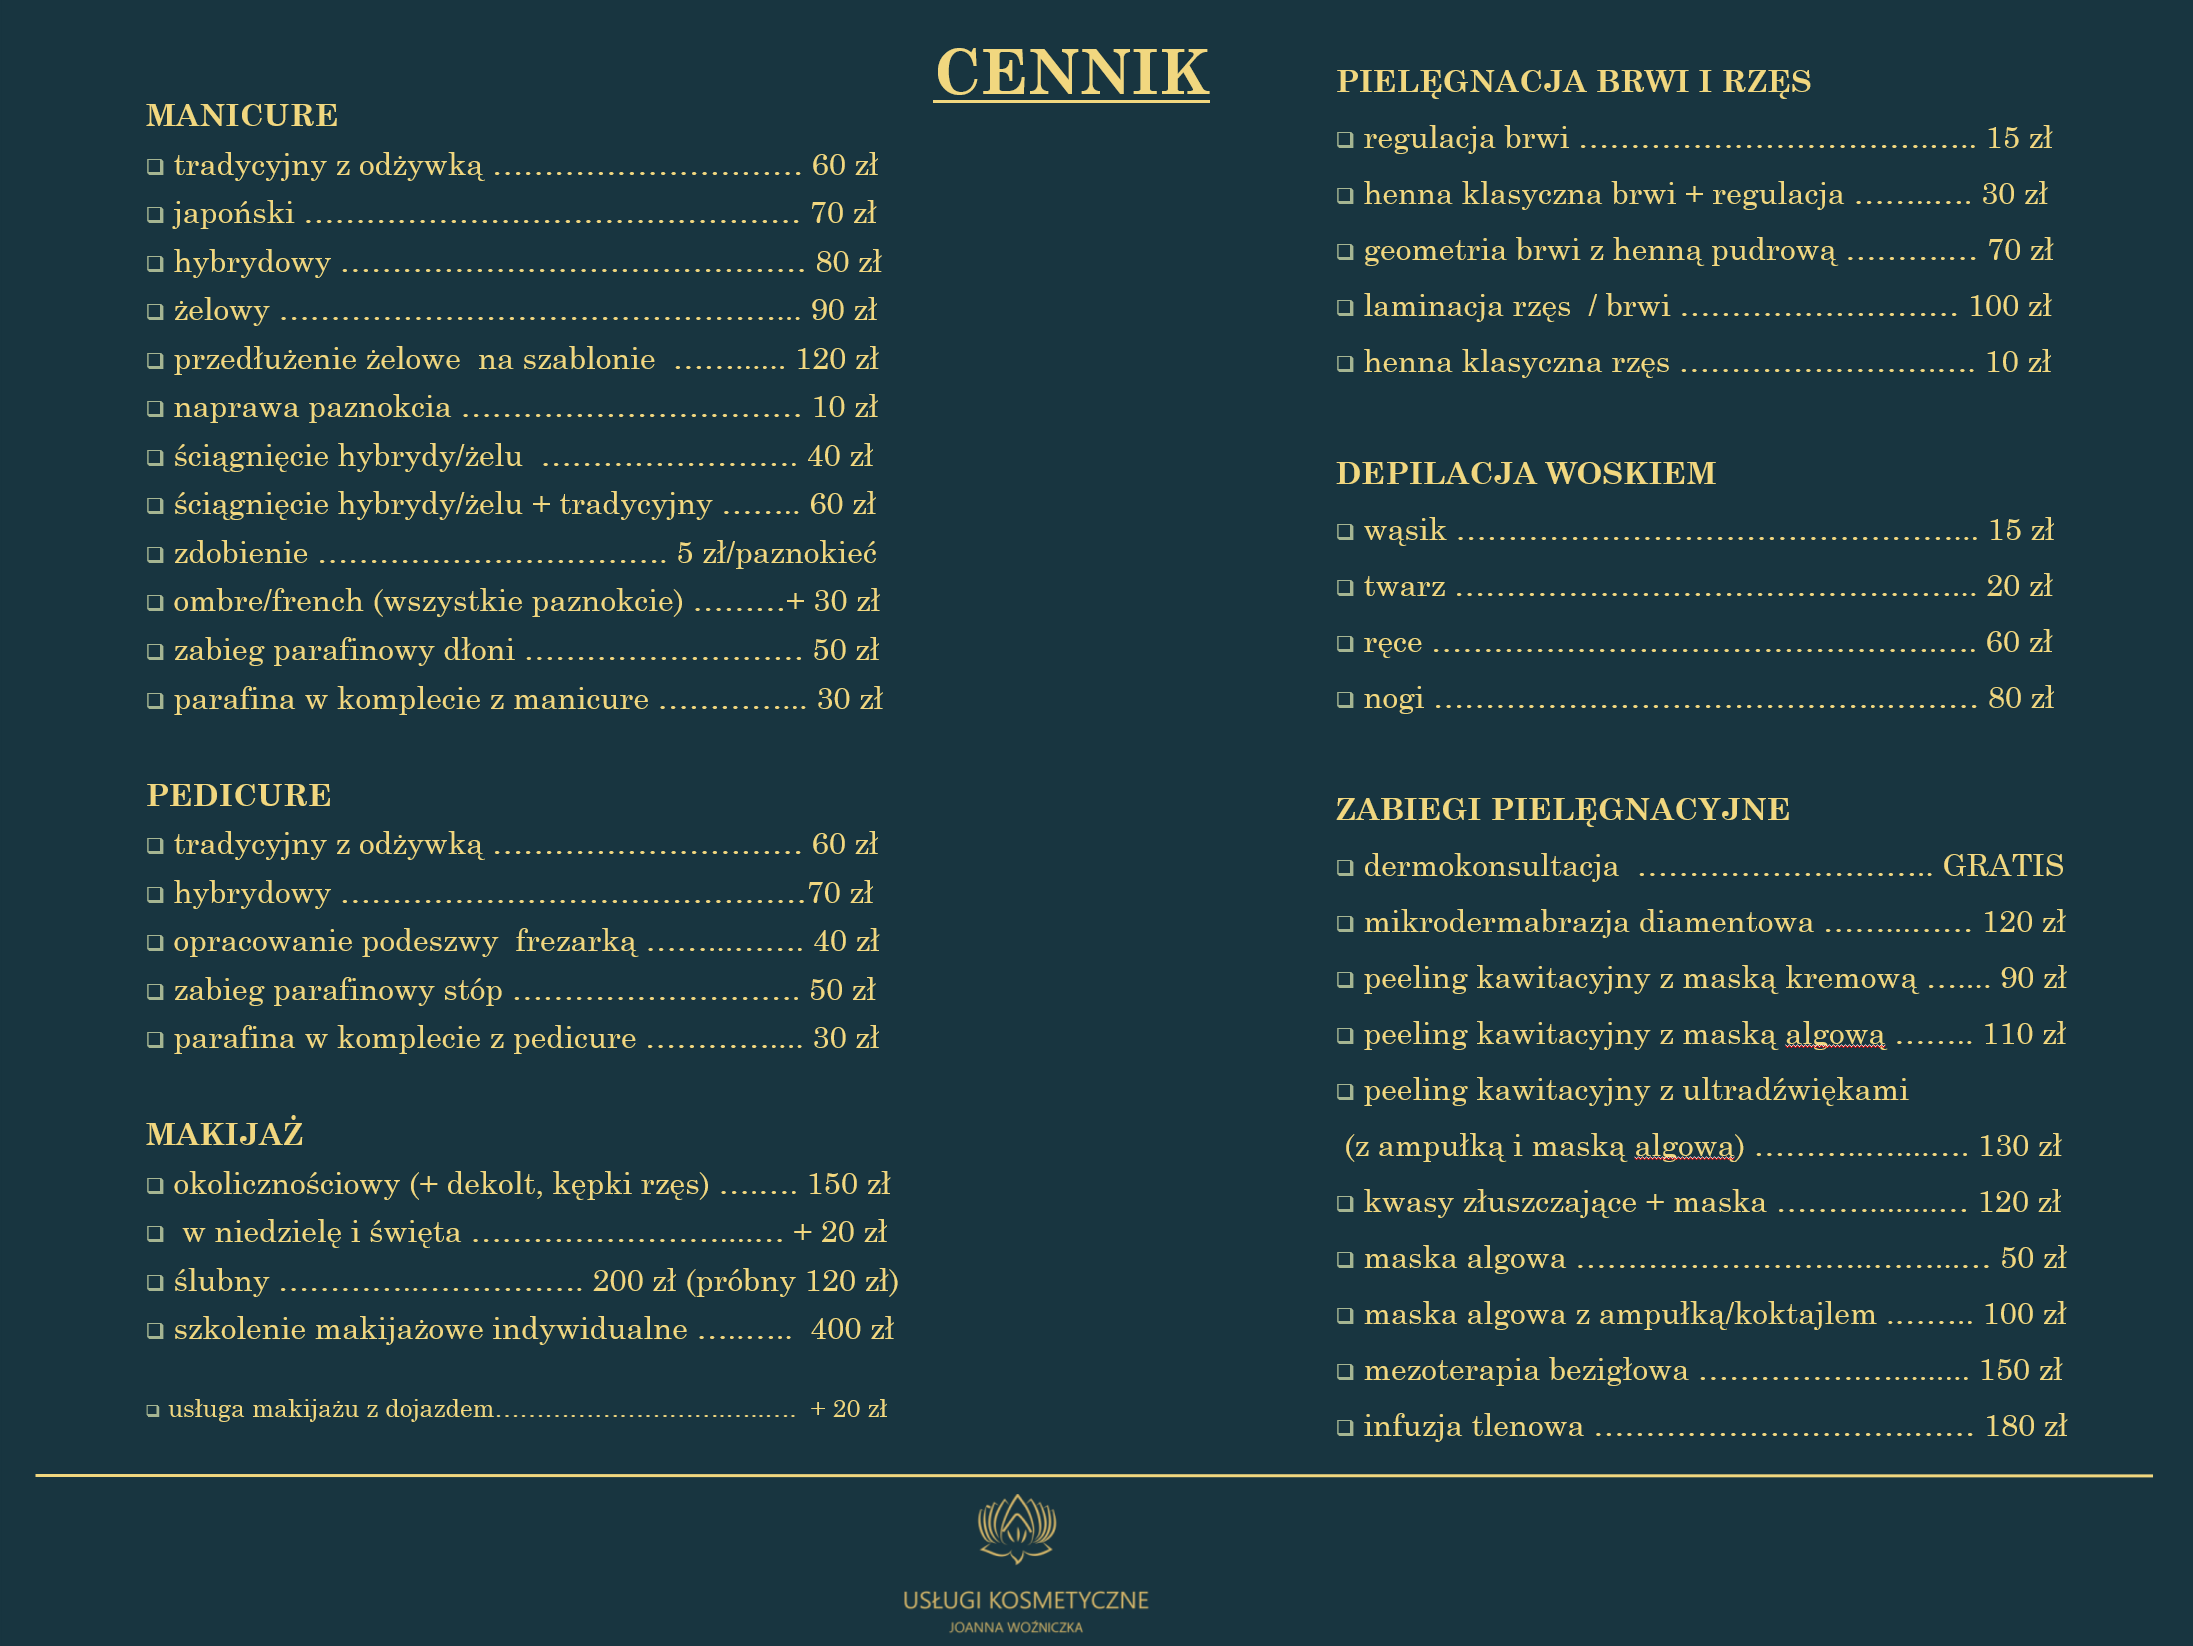 CENNIK
MANICURE
❑ tradycyjny z odżywką ………………………… 60 zł
❑ japoński ………………………………………… 70 zł
❑ hybrydowy ……………………………………… 80 zł
❑ żelowy …………………………………………... 90 zł
❑ przedłużenie żelowe  na szablonie  ……..... 120 zł
❑ naprawa paznokcia …………………………… 10 zł
❑ ściągnięcie hybrydy/żelu  ……………………. 40 zł
❑ ściągnięcie hybrydy/żelu + tradycyjny …….. 60 zł
❑ zdobienie ……………………………. 5 zł/paznokieć
❑ ombre/french (wszystkie paznokcie) ………+ 30 zł
❑ zabieg parafinowy dłoni ……………………… 50 zł
❑ parafina w komplecie z manicure …………... 30 zł
PEDICURE
❑ tradycyjny z odżywką ………………………… 60 zł
❑ hybrydowy ………………………………………70 zł
❑ opracowanie podeszwy  frezarką ……..……. 40 zł
❑ zabieg parafinowy stóp ………………………. 50 zł
❑ parafina w komplecie z pedicure ………….... 30 zł
MAKIJAŻ
❑ okolicznościowy (+ dekolt, kępki rzęs) ….…. 150 zł
❑  w niedzielę i święta ……………………...…. + 20 zł
❑ ślubny …………..……………. 200 zł (próbny 120 zł)
❑ szkolenie makijażowe indywidualne ….…..  400 zł
❑ usługa makijażu z dojazdem……………………….…..….  + 20 zł
PIELĘGNACJA BRWI I RZĘS
❑ regulacja brwi …………………………….….. 15 zł
❑ henna klasyczna brwi + regulacja ……..…. 30 zł
❑ geometria brwi z henną pudrową ……….… 70 zł
❑ laminacja rzęs  / brwi ……………………… 100 zł
❑ henna klasyczna rzęs …………………….…. 10 zł
DEPILACJA WOSKIEM
❑ wąsik …………………………………………... 15 zł
❑ twarz …………………………………………... 20 zł
❑ ręce ………………………………………….…. 60 zł
❑ nogi …………………………………….……… 80 zł
ZABIEGI PIELĘGNACYJNE
❑ dermokonsultacja  ……………………….. GRATIS
❑ mikrodermabrazja diamentowa ……..…… 120 zł
❑ peeling kawitacyjny z maską kremową ….... 90 zł
❑ peeling kawitacyjny z maską algową …….. 110 zł
❑ peeling kawitacyjny z ultradźwiękami
(z ampułką i maską algową) ………..…...…. 130 zł
❑ kwasy złuszczające + maska ……….......… 120 zł
❑ maska algowa ………………………..……..… 50 zł
❑ maska algowa z ampułką/koktajlem …….. 100 zł
❑ mezoterapia bezigłowa …………….…........ 150 zł
❑ infuzja tlenowa ………………………….…… 180 zł
USŁUGI KOSMETYCZNE
JOANNA WOŹNICZKA